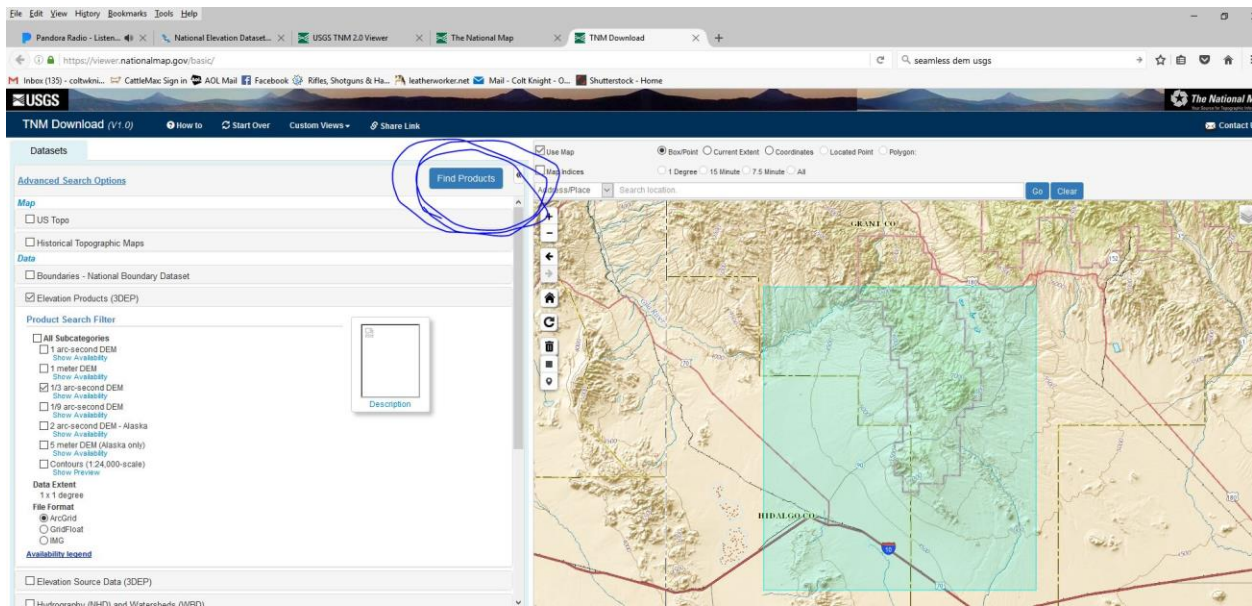 File Edit View History Bookmarks Tools Help
Pandora Radio - Listen...
National Elevation Dataset...
USGS TNM 2.0 Viewer
The National Map
TNM Download
https://viewer.nationalmap.gov/basic/
seamless dem usgs
Inbox (135) - coltwkni... CattleMax: Sign in AOL Mail Facebook Rifles, Shotguns & Ha... leatherworker.net Mail - Colt Knight - O... Shutterstock - Home
USGS
The National M
TNM Download (V1.0) How to Start Over Custom Views Share Link Contact
Datasets
Use Map Box/Point Current Extent Coordinates Located Point Polygon:
Advanced Search Options
Find Products
Map Indices 1 Degree 15 Minute 7.5 Minute All
Address/Place Search location. Go Clear
Map
US Topo
Historical Topographic Maps
Data
Boundaries - National Boundary Dataset
Elevation Products (3DEP)
Product Search Filter
All Subcategories
1 arc-second DEM
Show Availability
1 meter DEM
Show Availability
1/3 arc-second DEM
Show Availability
1/9 arc-second DEM
Show Availability
2 arc-second DEM - Alaska
Show Availability
5 meter DEM (Alaska only)
Show Availability
Contours (1:24,000-scale)
Show Preview
Description
Data Extent
1 x 1 degree
File Format
ArcGrid
GridFloat
IMG
Availability legend
Elevation Source Data (3DEP)
Hydrography (NHD) and Watersheds (WBD)
GRANT CO
152
180
70
HIDALGO CO
10
180